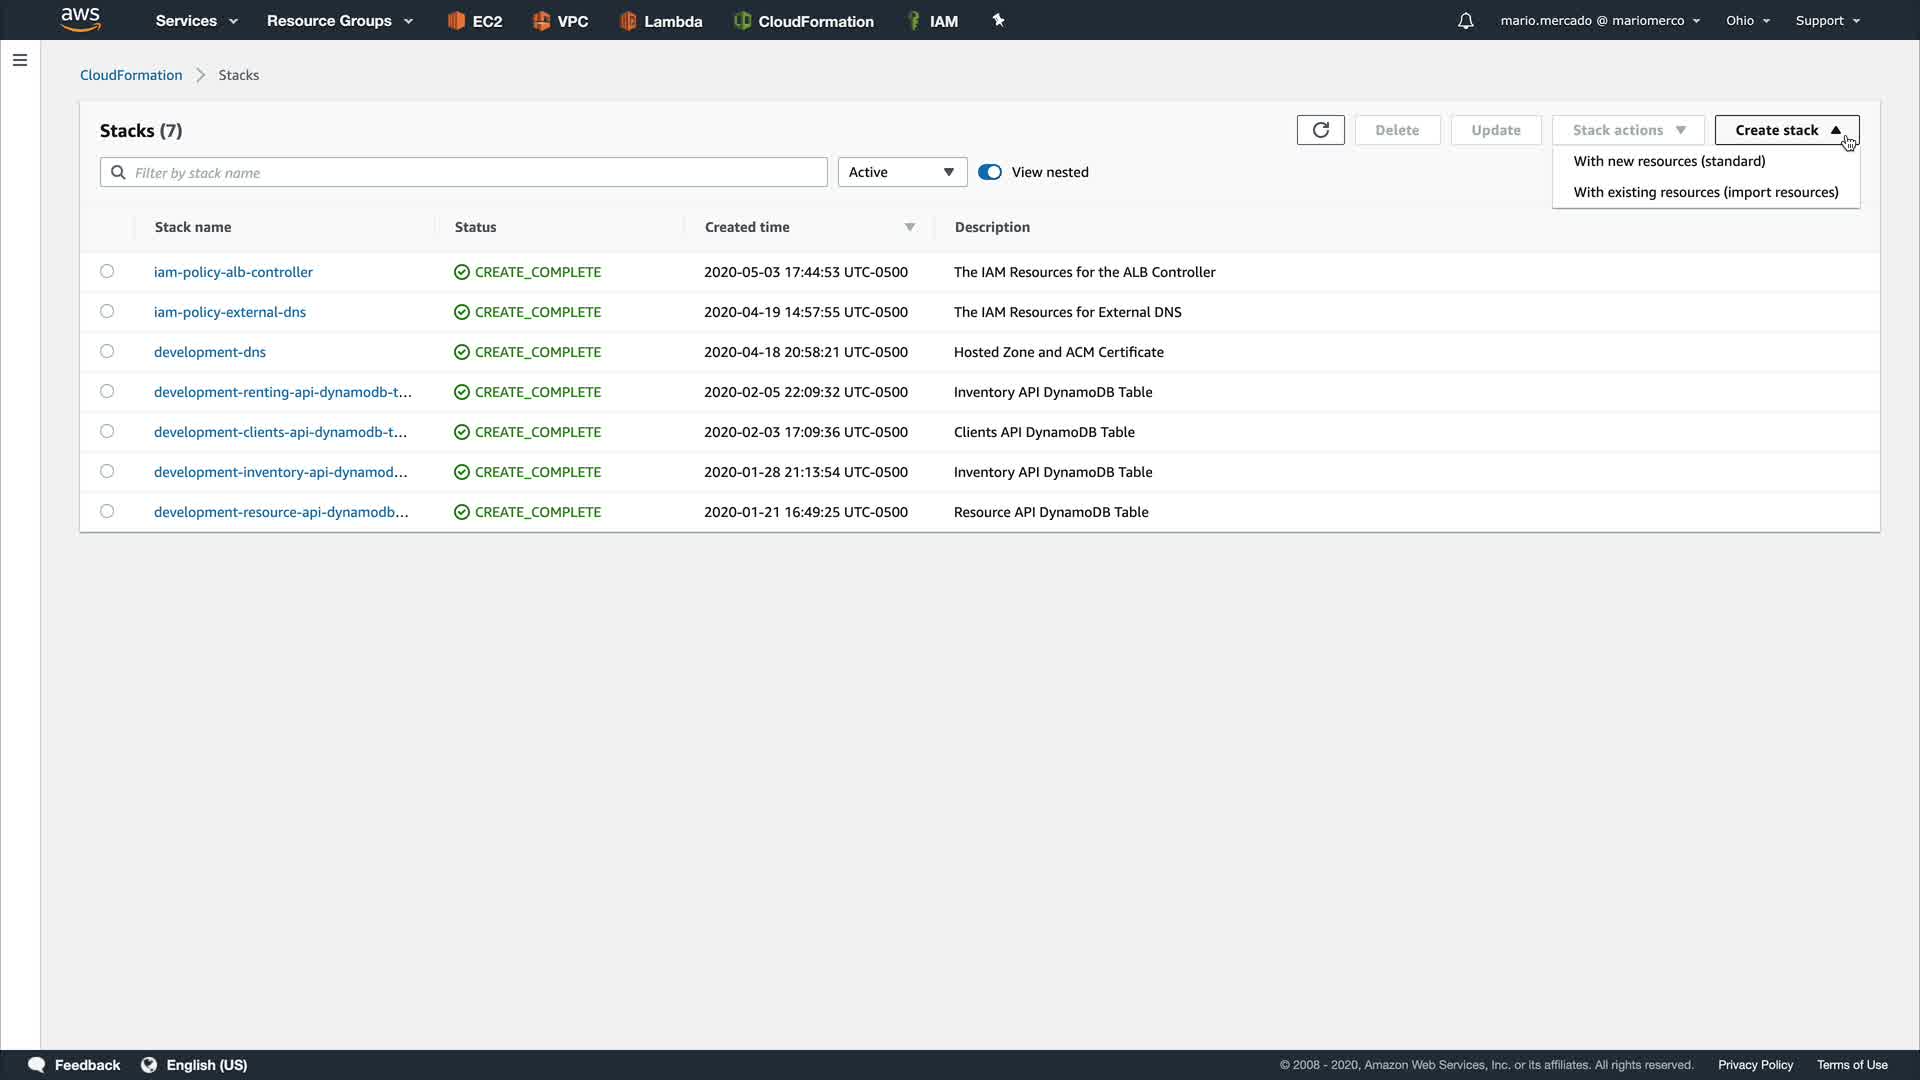 aws Services Resource Groups EC2 VPC Lambda CloudFormation IAM mario.mercado @ mariomerco Ohio Support
CloudFormation Stacks
Stacks (7) Delete Update Stack actions Create stack
With new resources (standard)
With existing resources (import resources)
Filter by stack name Active View nested
Stack name Status Created time Description
iam-policy-alb-controller CREATE_COMPLETE 2020-05-03 17:44:53 UTC-0500 The IAM Resources for the ALB Controller
iam-policy-external-dns CREATE_COMPLETE 2020-04-19 14:57:55 UTC-0500 The IAM Resources for External DNS
development-dns CREATE_COMPLETE 2020-04-18 20:58:21 UTC-0500 Hosted Zone and ACM Certificate
development-renting-api-dynamodb-t... CREATE_COMPLETE 2020-02-05 22:09:32 UTC-0500 Inventory API DynamoDB Table
development-clients-api-dynamodb-t... CREATE_COMPLETE 2020-02-03 17:09:36 UTC-0500 Clients API DynamoDB Table
development-inventory-api-dynamod... CREATE_COMPLETE 2020-01-28 21:13:54 UTC-0500 Inventory API DynamoDB Table
development-resource-api-dynamodb... CREATE_COMPLETE 2020-01-21 16:49:25 UTC-0500 Resource API DynamoDB Table
Feedback English (US) © 2008 - 2020, Amazon Web Services, Inc. or its affiliates. All rights reserved. Privacy Policy Terms of Use